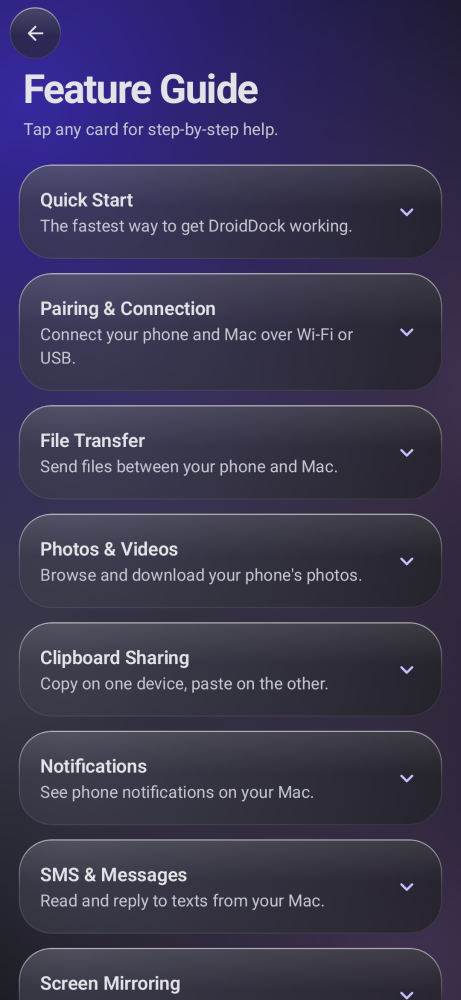 Feature Guide
Tap any card for step-by-step help.
Quick Start
The fastest way to get DroidDock working.
Pairing & Connection
Connect your phone and Mac over Wi-Fi or
USB.
File Transfer
Send files between your phone and Mac.
Photos & Videos
Browse and download your phone's photos.
Clipboard Sharing
Copy on one device, paste on the other.
Notifications
See phone notifications on your Mac.
SMS & Messages
Read and reply to texts from your Mac.
Screen Mirroring